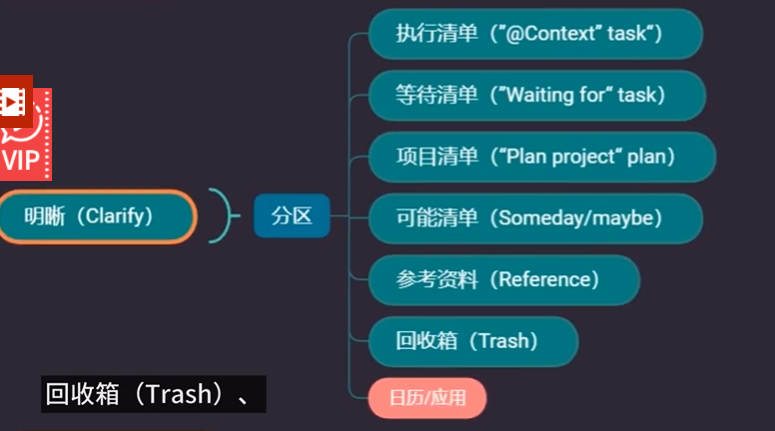 执行清单（”@Context” task“）
等待清单（”Waiting for“ task）
项目清单（“Plan project“ plan）
VIP
明晰（Clarify）
分区
可能清单（Someday/maybe）
参考资料（Reference）
回收箱（Trash）
日历/应用
回收箱（Trash）、